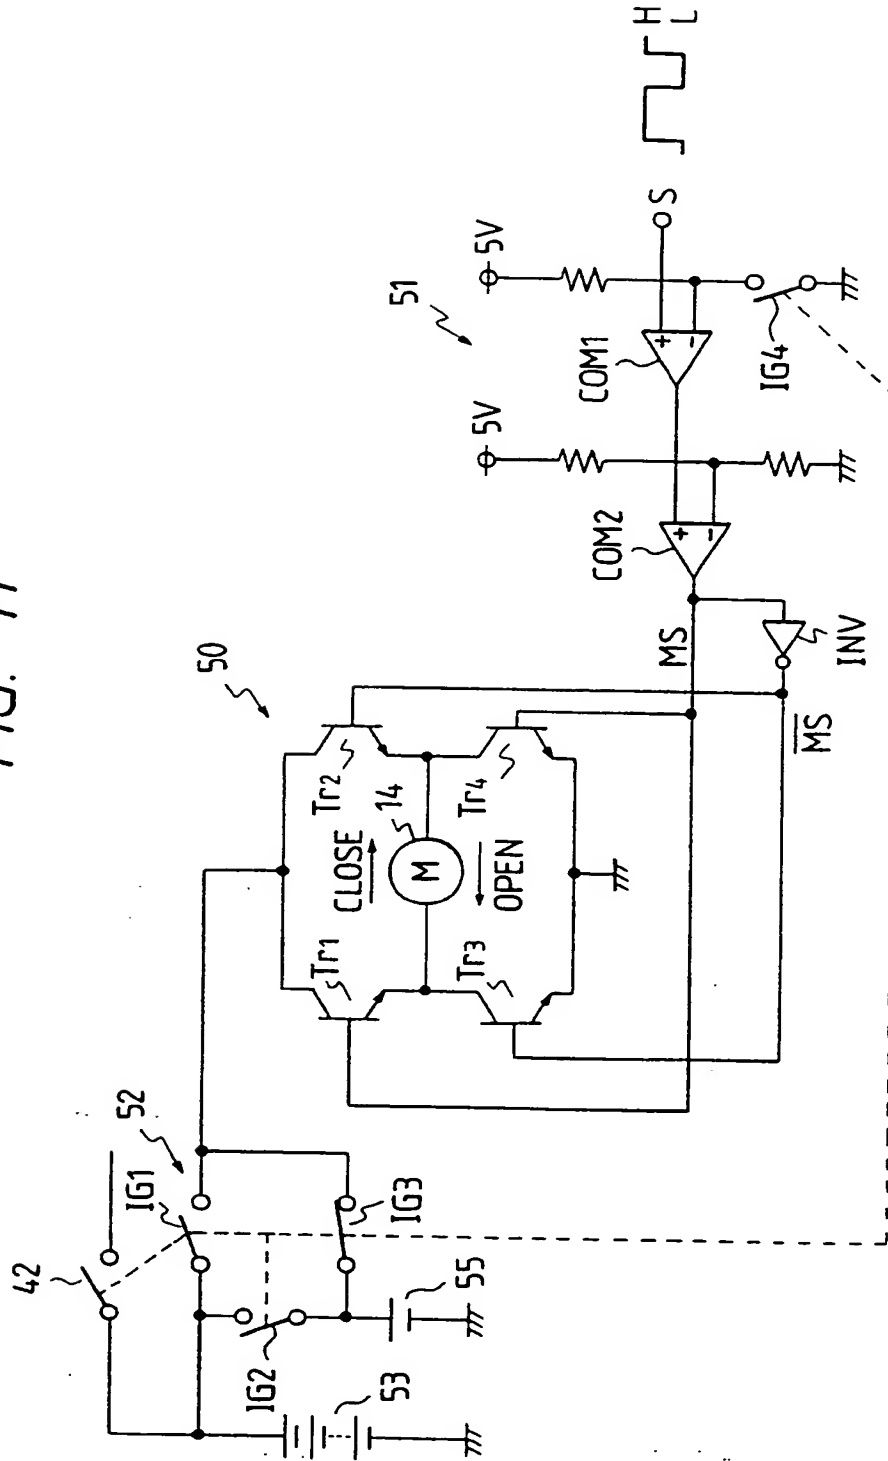 FIG. 11
42
52
IG1
IG2
53
55
IG3
50
Tr1
Tr2
CLOSE
14
M
OPEN
Tr3
Tr4
51
5V
5V
COM2
COM1
+
-
+
-
S
H
L
IG4
MS
MS
INV